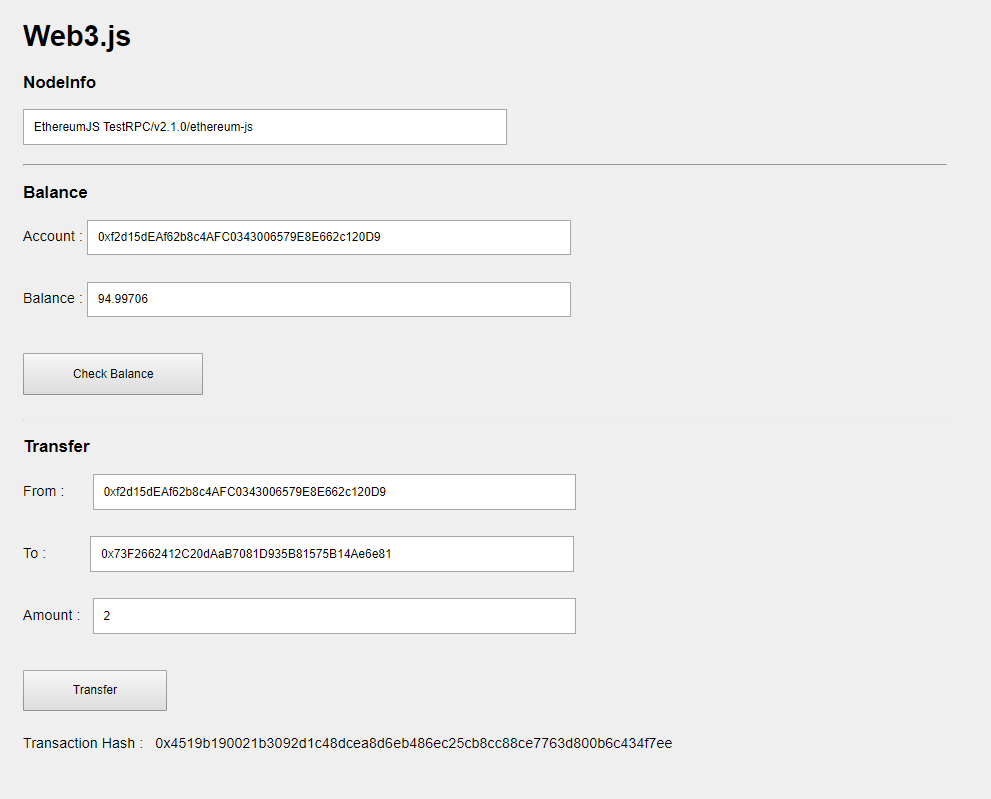 Web3.js
NodeInfo
EthereumJS TestRPC/v2.1.0/ethereum-js
Balance
Account : 0xf2d15dEAf62b8c4AFC0343006579E8E662c120D9
Balance : 94.99706
Check Balance
Transfer
From : 0xf2d15dEAf62b8c4AFC0343006579E8E662c120D9
To : 0x73F2662412C20dAaB7081D935B81575B14Ae6e81
Amount : 2
Transfer
Transaction Hash : 0x4519b190021b3092d1c48dcea8d6eb486ec25cb8cc88ce7763d800b6c434f7ee